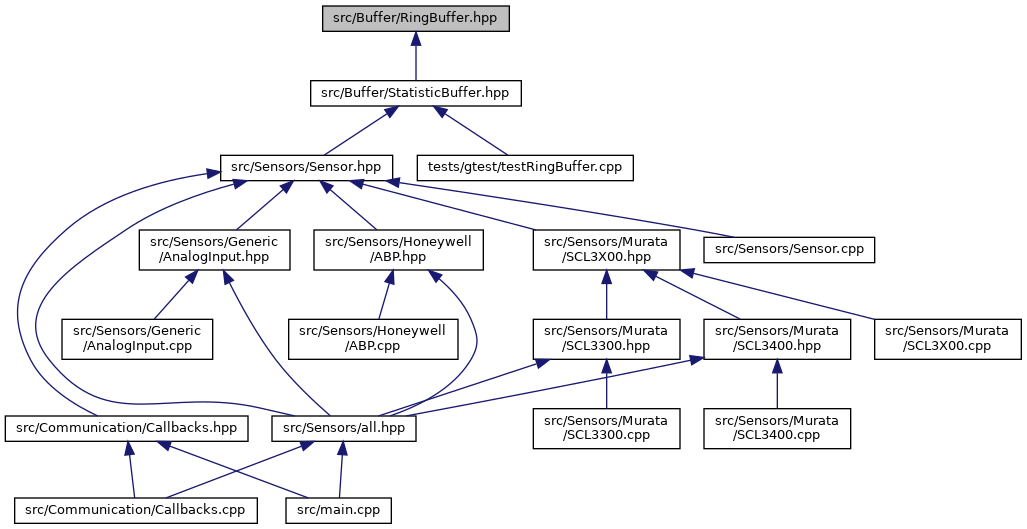 src/Buffer/RingBuffer.hpp
src/Buffer/StatisticBuffer.hpp
src/Sensors/Sensor.hpp
tests/gtest/testRingBuffer.cpp
src/Sensors/Generic
/AnalogInput.hpp
src/Sensors/Honeywell
/ABP.hpp
src/Sensors/Murata
/SCL3X00.hpp
src/Sensors/Sensor.cpp
src/Sensors/Generic
/AnalogInput.cpp
src/Sensors/Honeywell
/ABP.cpp
src/Sensors/Murata
/SCL3300.hpp
src/Sensors/Murata
/SCL3400.hpp
src/Sensors/Murata
/SCL3X00.cpp
src/Communication/Callbacks.hpp
src/Sensors/all.hpp
src/Sensors/Murata
/SCL3300.cpp
src/Sensors/Murata
/SCL3400.cpp
src/Communication/Callbacks.cpp
src/main.cpp